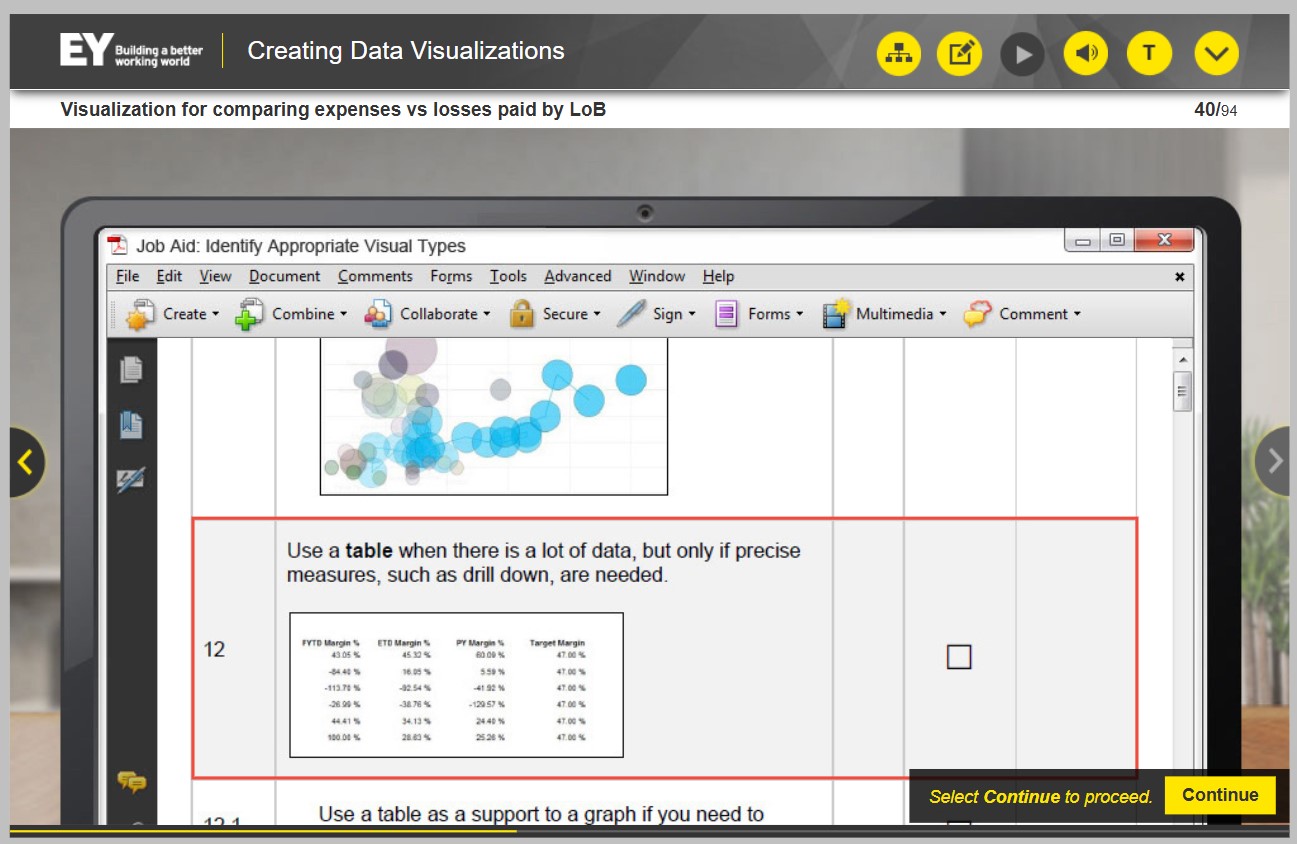 EY Building a better
working world
Creating Data Visualizations
T
Visualization for comparing expenses vs losses paid by LoB
40/94
Job Aid: Identify Appropriate Visual Types
File Edit View Document Comments Forms Tools Advanced Window Help
Create Combine Collaborate Secure Sign Forms Multimedia Comment
Use a table when there is a lot of data, but only if precise
measures, such as drill down, are needed.
12
FYTD Margin % ETD Margin % PY Margin % Target Margin
43.05 % 45.32 % 60.09 % 47.00 %
-84.40 % 16.05 % 5.59 % 47.00 %
-113.78 % -92.54 % -41.92 % 47.00 %
-26.99 % -38.76 % -129.57 % 47.00 %
44.41 % 34.13 % 24.40 % 47.00 %
100.00 % 28.63 % 25.26 % 47.00 %
12.1
Use a table as a support to a graph if you need to
Select Continue to proceed.
Continue